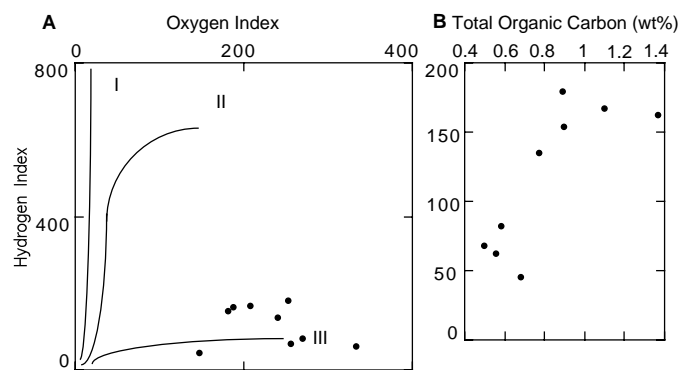 A Oxygen Index
0 200 400
800
400
0
Hydrogen Index
I
II
III
B Total Organic Carbon (wt%)
0.4 0.6 0.8 1 1.2 1.4
200
150
100
50
0